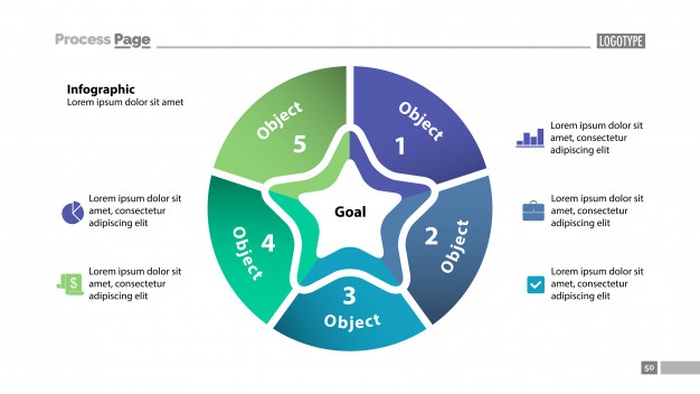 Process Page
LOGOTYPE
Infographic
Lorem ipsum dolor sit amet
Object
5
Object
1
Object
2
Object
3
Object
4
Goal
Lorem ipsum dolor sit
amet, consectetur
adipiscing elit
Lorem ipsum dolor sit
amet, consectetur
adipiscing elit
$
Lorem ipsum dolor sit
amet, consectetur
adipiscing elit
Lorem ipsum dolor sit
amet, consectetur
adipiscing elit
Lorem ipsum dolor sit
amet, consectetur
adipiscing elit
50